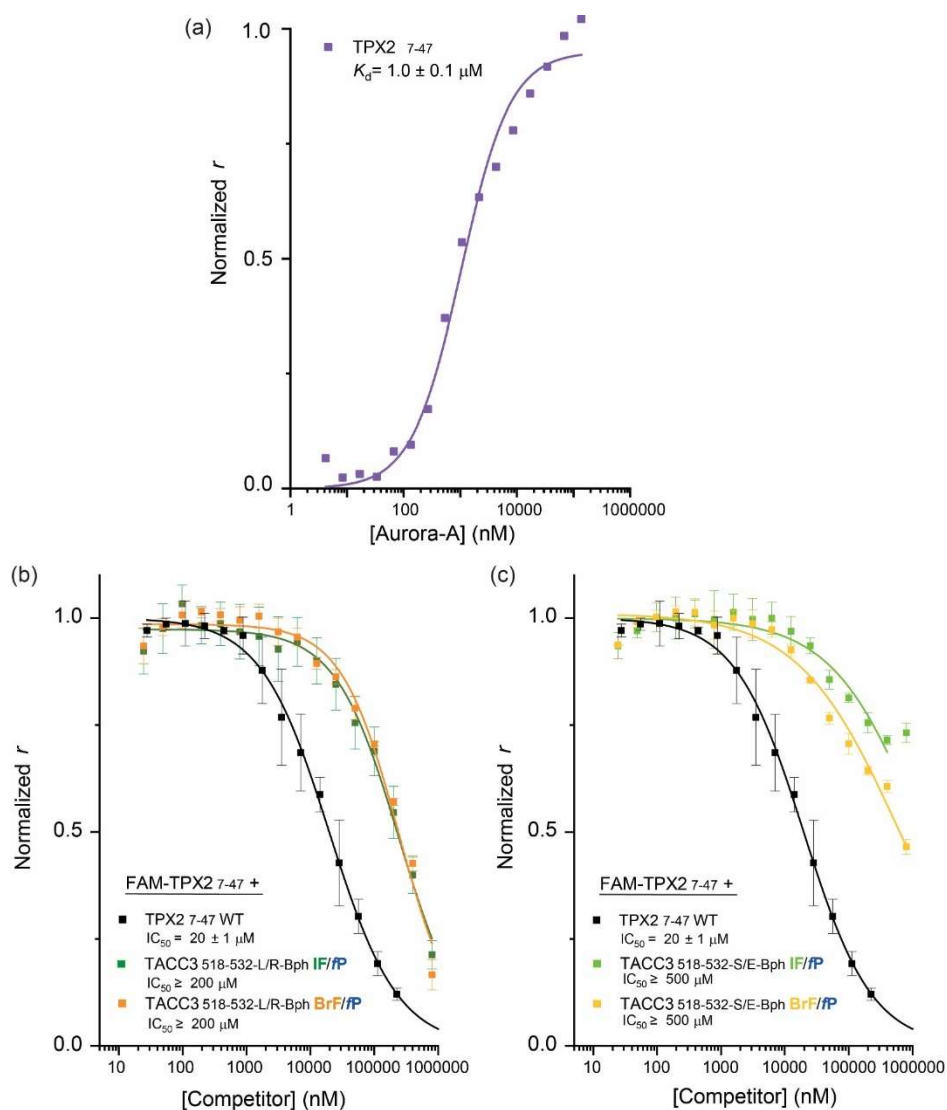 (a)
1.0
0.5
0.0
Normalized r
TPX2 7-47
Kd= 1.0 ± 0.1 μM
1 100 10000 1000000
[Aurora-A] (nM)
(b)
1.0
0.5
0.0
Normalized r
FAM-TPX2 7-47 +
TPX2 7-47 WT
IC50 = 20 ± 1 μM
TACC3 518-532-L/R-Bph IF/fP
IC50 ≥ 200 μM
TACC3 518-532-L/R-Bph BrF/fP
IC50 ≥ 200 μM
10 100 1000 10000 100000 1000000
[Competitor] (nM)
(c)
1.0
0.5
0.0
Normalized r
FAM-TPX2 7-47 +
TPX2 7-47 WT
IC50 = 20 ± 1 μM
TACC3 518-532-S/E-Bph IF/fP
IC50 ≥ 500 μM
TACC3 518-532-S/E-Bph BrF/fP
IC50 ≥ 500 μM
10 100 1000 10000 100000 1000000
[Competitor] (nM)